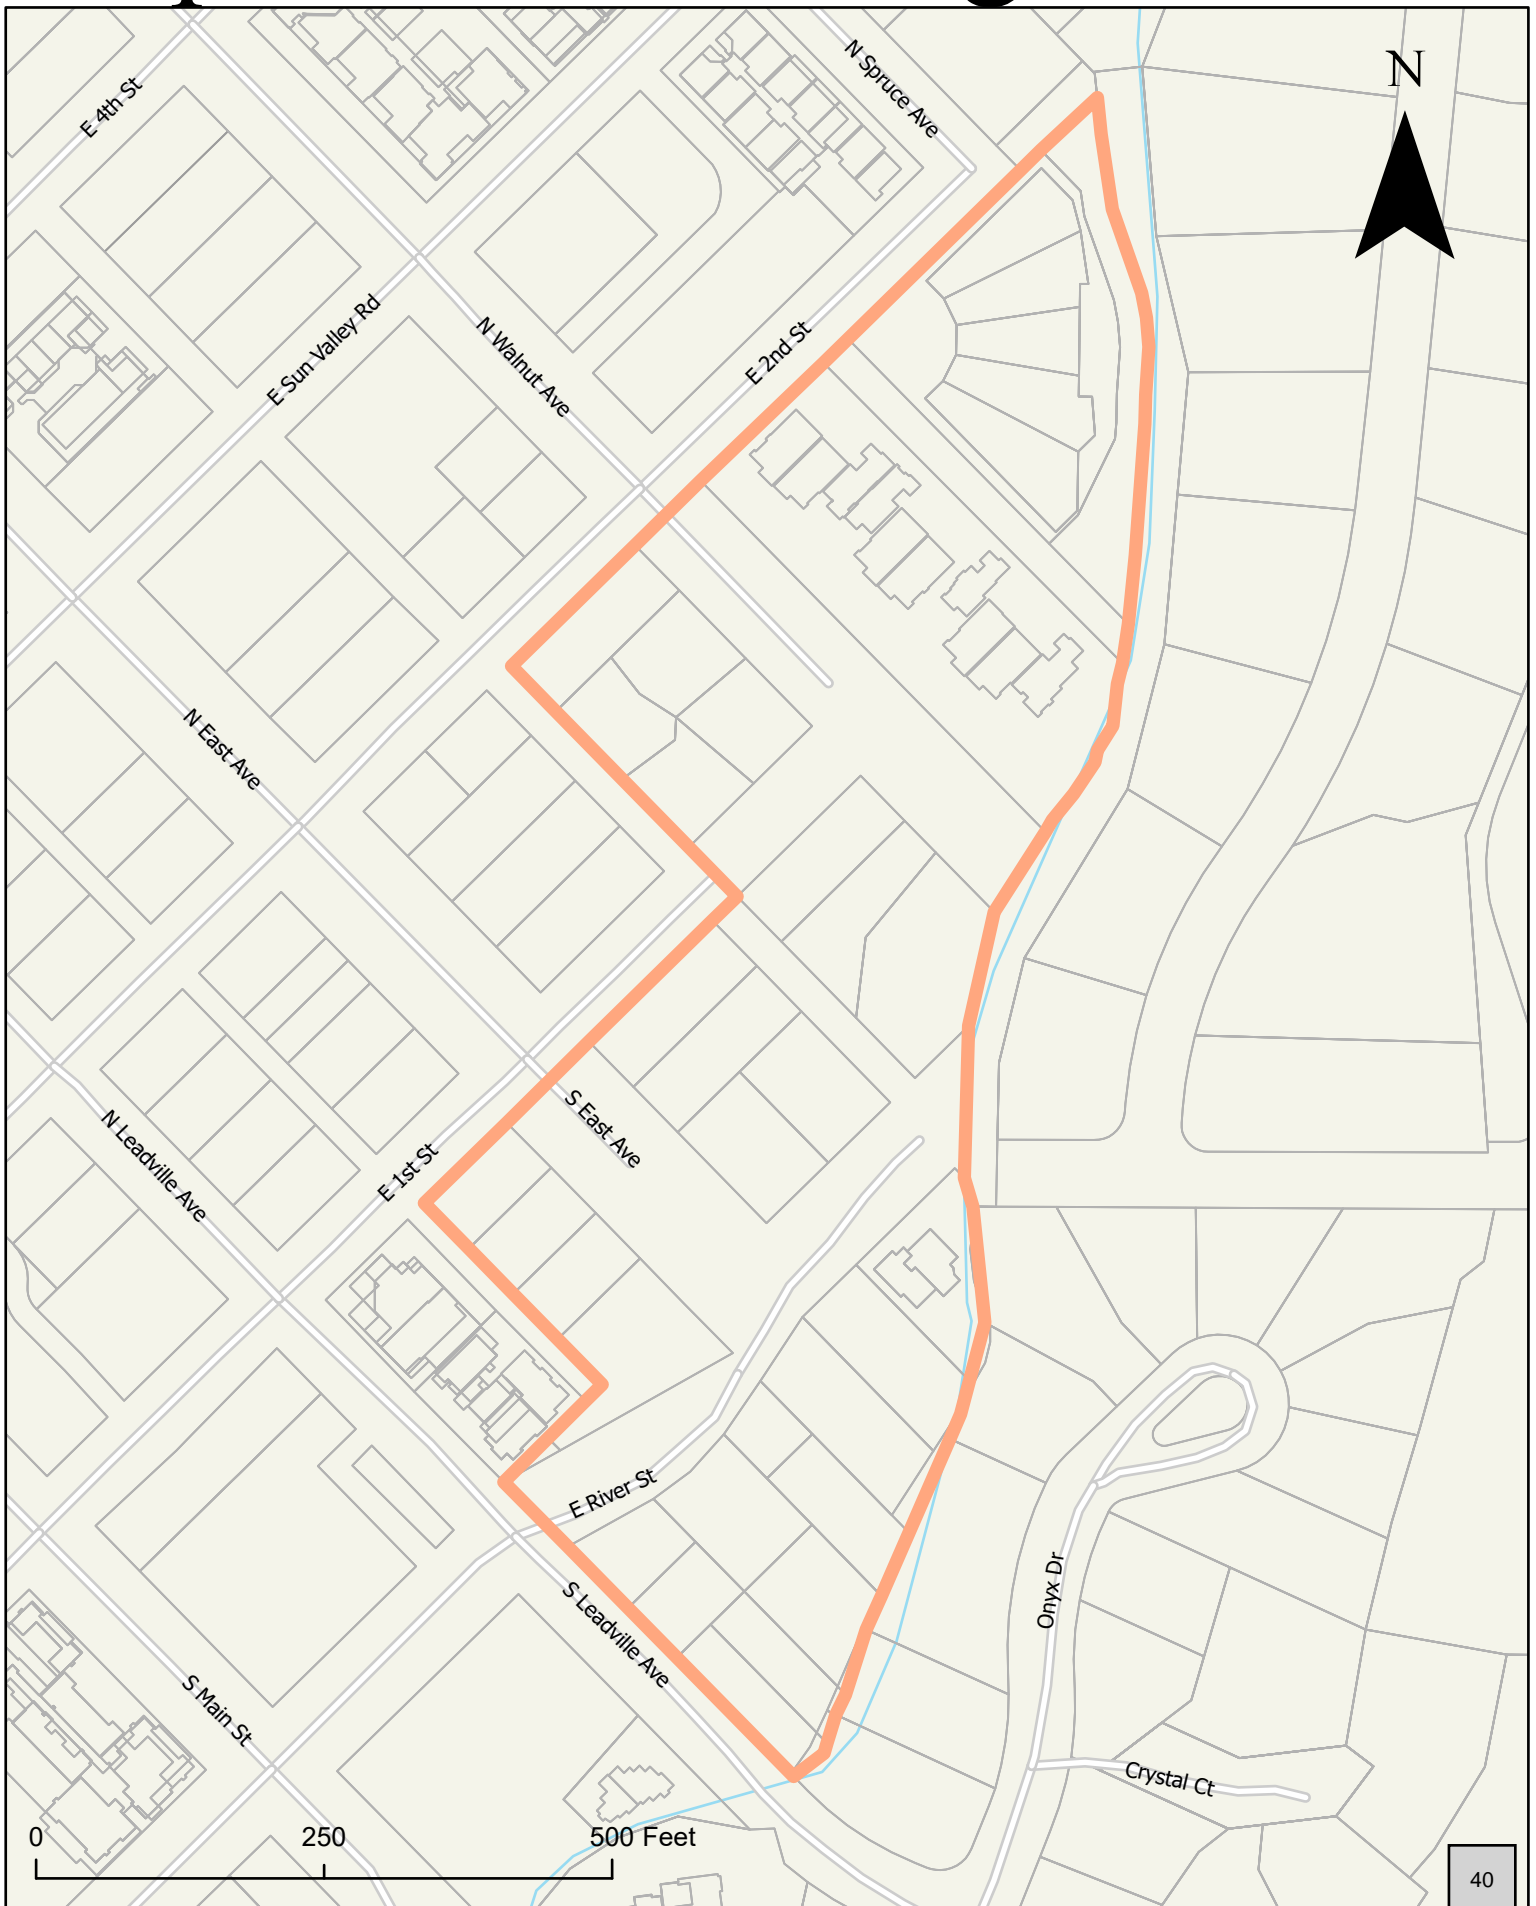 N Spruce Ave
N
E 4th St
E Sun Valley Rd
N Walnut Ave
E 2nd St
N East Ave
S East Ave
N Leadville Ave
E 1st St
E River St
Onyx Dr
S Leadville Ave
S Main St
Crystal Ct
0 250 500 Feet
40